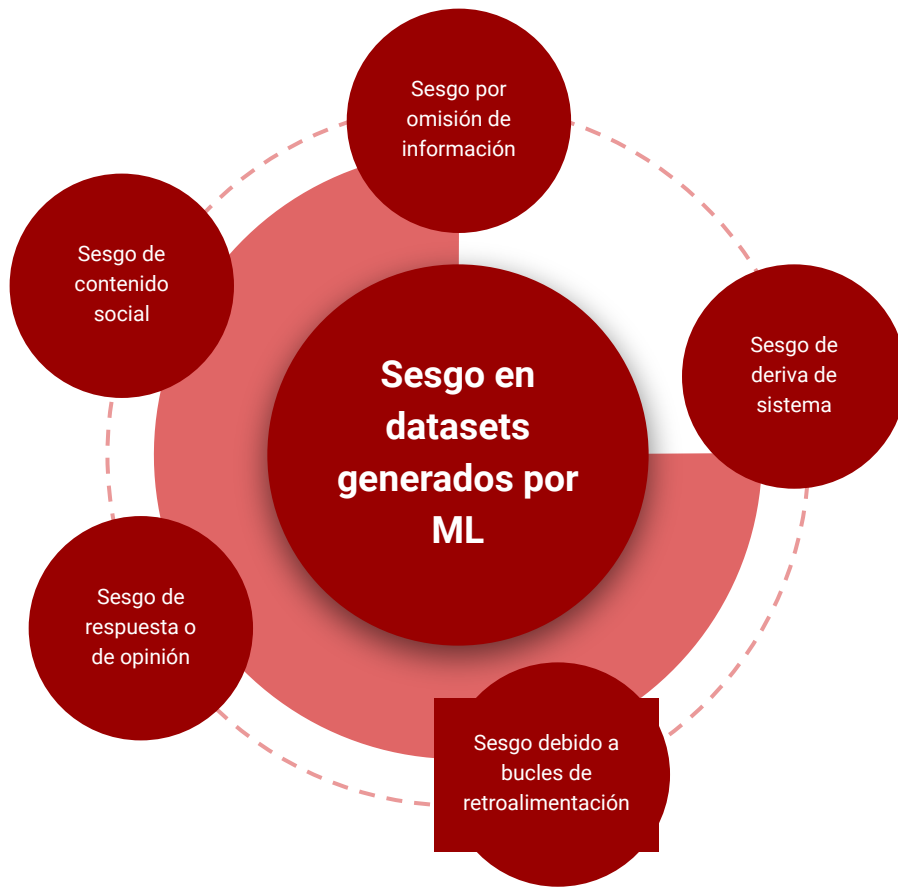 Sesgo por
omisión de
información
Sesgo de
contenido
social
Sesgo de
deriva de
sistema
Sesgo en
datasets
generados por
ML
Sesgo de
respuesta o
de opinión
Sesgo debido a
bucles de
retroalimentación